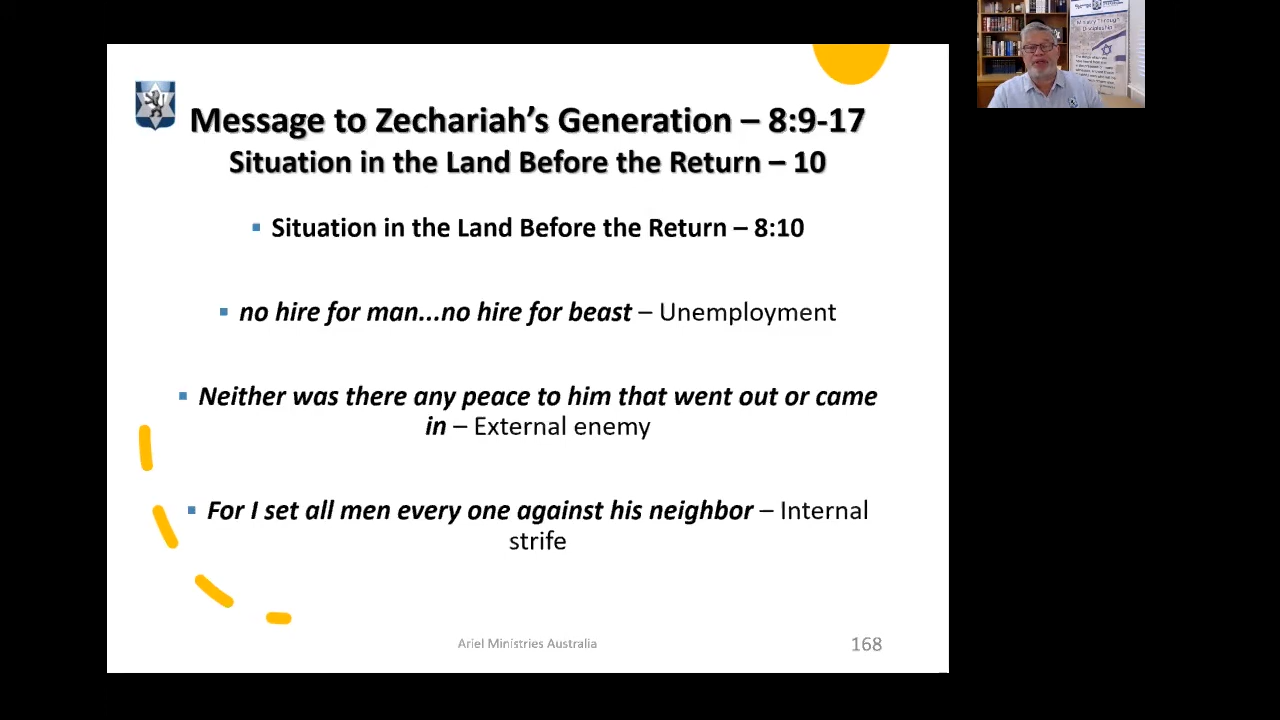 Message to Zechariah's Generation – 8:9-17
Situation in the Land Before the Return – 10
▪ Situation in the Land Before the Return – 8:10
▪ no hire for man...no hire for beast – Unemployment
▪ Neither was there any peace to him that went out or came
in – External enemy
▪ For I set all men every one against his neighbor – Internal
strife
Ariel Ministries Australia
168
Ministry Through
Discipleship